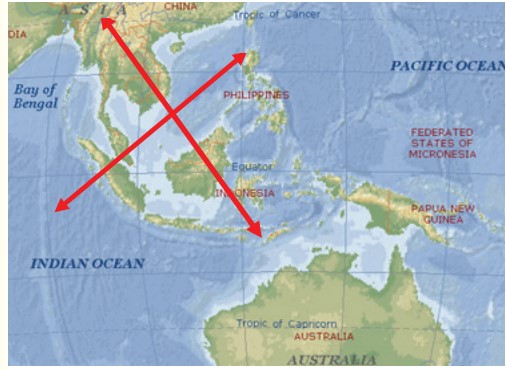 A S I A
CHINA
Tropic of Cancer
DIA
PACIFIC OCEAN
Bay of
Bengal
PHILIPPINES
FEDERATED
STATES OF
MICRONESIA
Equator
INDONESIA
PAPUA NEW
GUINEA
INDIAN OCEAN
Tropic of Capricorn
AUSTRALIA
AUSTRALIA